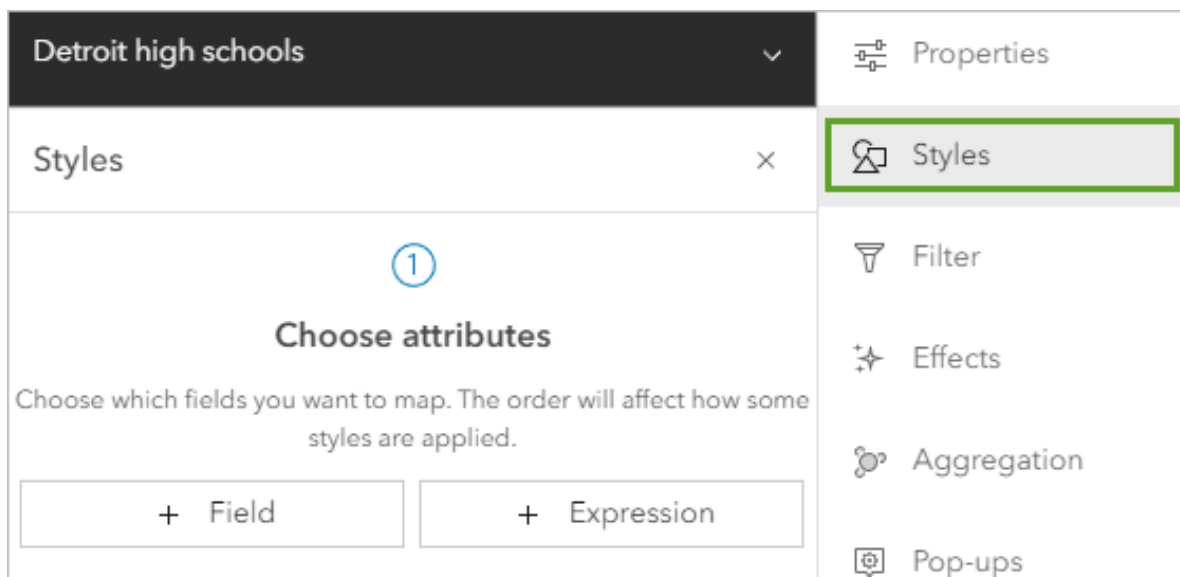 Detroit high schools
Styles
1
Choose attributes
Choose which fields you want to map. The order will affect how some
styles are applied.
+ Field
+ Expression
Properties
Styles
Filter
Effects
Aggregation
Pop-ups